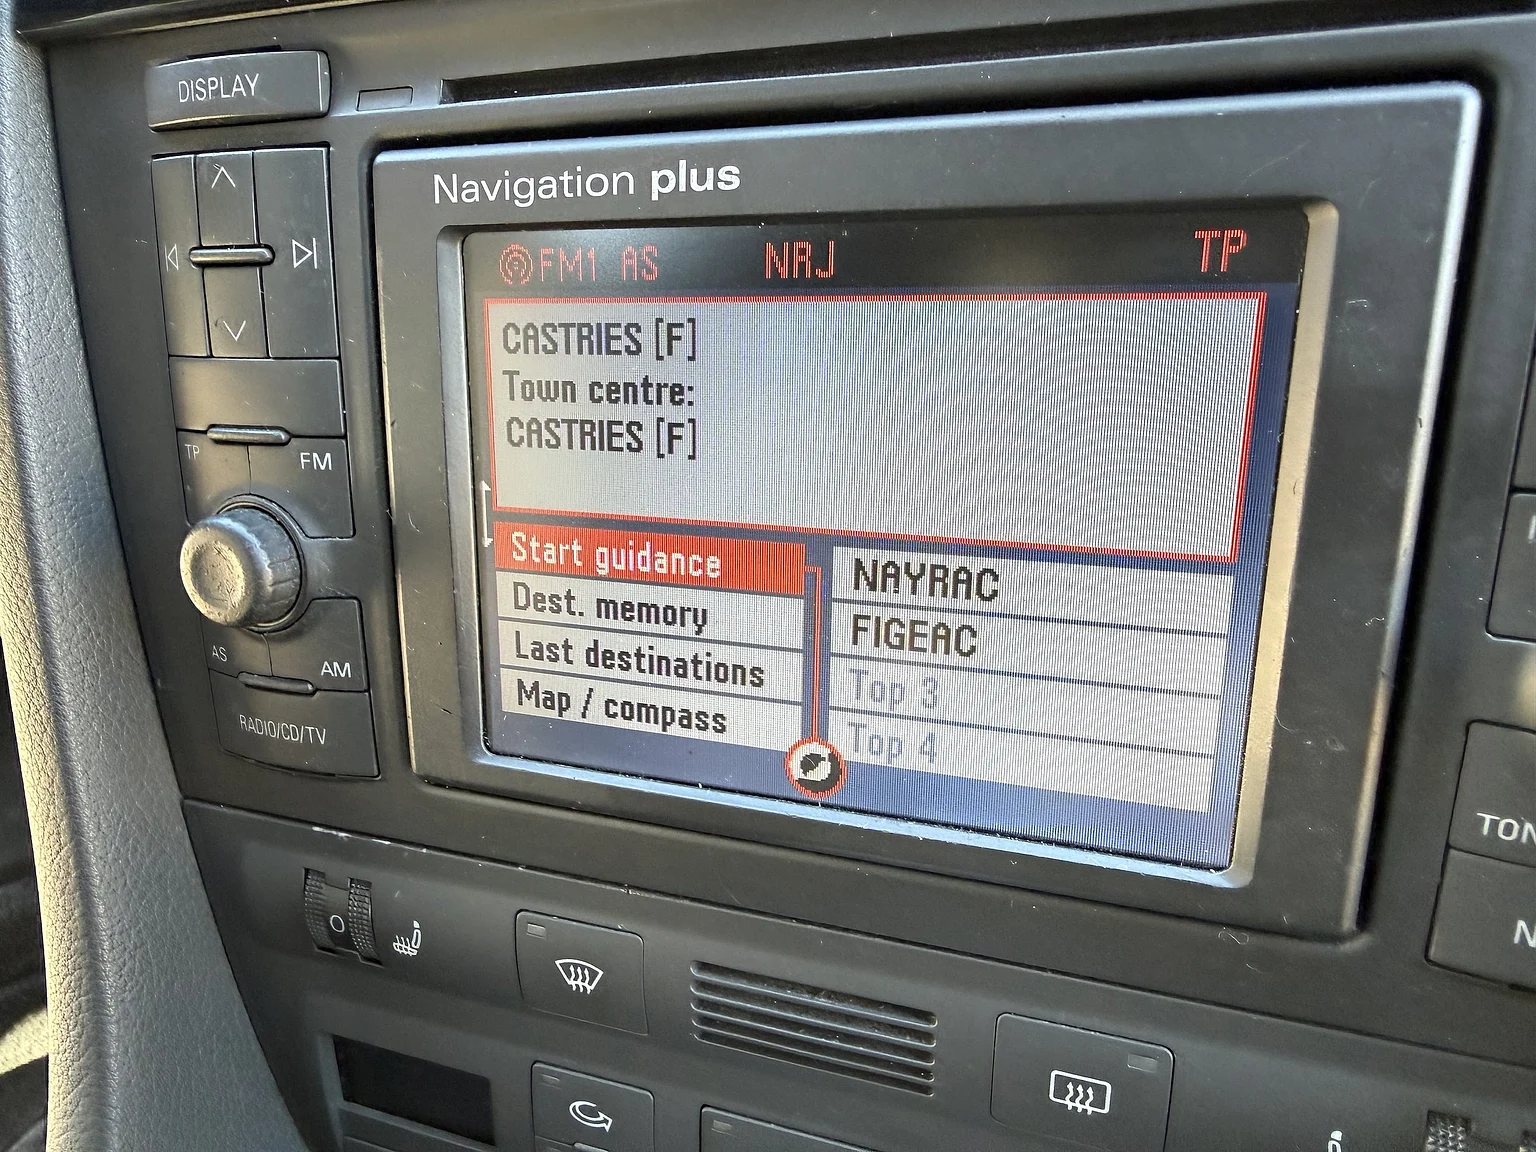 DISPLAY
Navigation plus
FM1 AS NRJ TP
CASTRIES [F]
Town centre:
CASTRIES [F]
Start guidance
Dest. memory
Last destinations
Map / compass
NAYRAC
FIGEAC
Top 3
Top 4
TP
FM
AS
AM
RADIO/CD/TV
TON
N
O